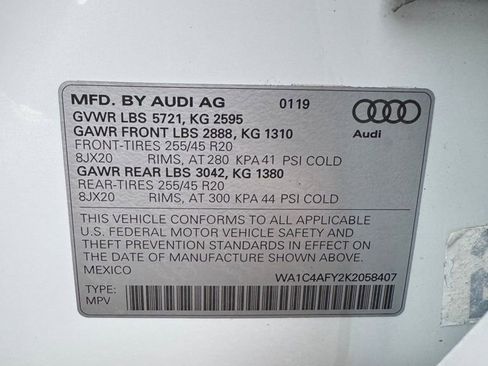 MFD. BY AUDI AG 0119
GVWR LBS 5721, KG 2595
GAWR FRONT LBS 2888, KG 1310
FRONT-TIRES 255/45 R20
8JX20 RIMS, AT 280 KPA 41 PSI COLD
GAWR REAR LBS 3042, KG 1380
REAR-TIRES 255/45 R20
8JX20 RIMS, AT 300 KPA 44 PSI COLD
Audi
THIS VEHICLE CONFORMS TO ALL APPLICABLE
U.S. FEDERAL MOTOR VEHICLE SAFETY AND
THEFT PREVENTION STANDARDS IN EFFECT ON
THE DATE OF MANUFACTURE SHOWN ABOVE.
MEXICO WA1C4AFY2K2058407
TYPE:
MPV